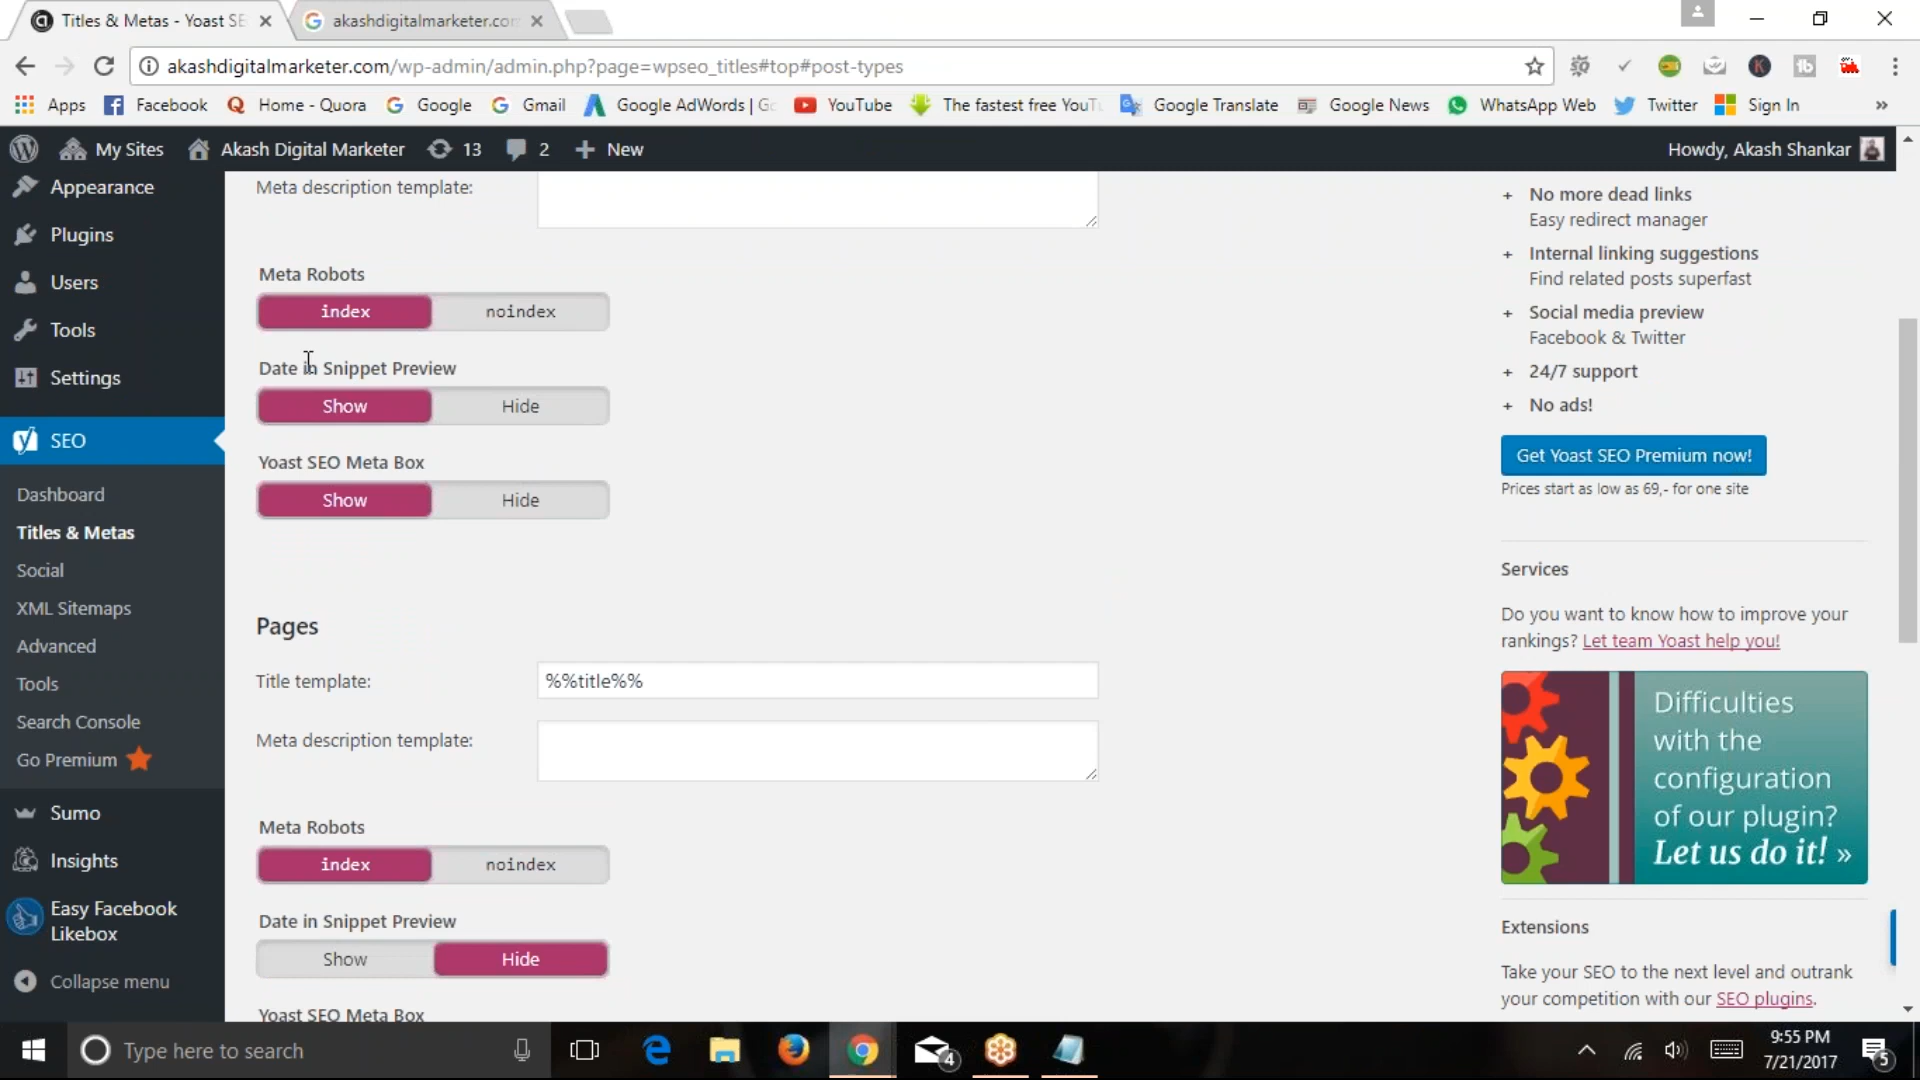 Titles & Metas - Yoast SE
akashdigitalmarketer.com
akashdigitalmarketer.com/wp-admin/admin.php?page=wpseo_titles#top#post-types
Apps
Facebook
Home - Quora
Google
Gmail
Google AdWords | Go
YouTube
The fastest free YouTu
Google Translate
Google News
WhatsApp Web
Twitter
Sign In
»
My Sites
Akash Digital Marketer
13
2
New
Howdy, Akash Shankar
Appearance
Plugins
Users
Tools
Settings
SEO
Dashboard
Titles & Metas
Social
XML Sitemaps
Advanced
Tools
Search Console
Go Premium
Sumo
Insights
Easy Facebook
Likebox
Collapse menu
Meta description template:
Meta Robots
index noindex
Date in Snippet Preview
Show Hide
Yoast SEO Meta Box
Show Hide
Pages
Title template:
%%title%%
Meta description template:
Meta Robots
index noindex
Date in Snippet Preview
Show Hide
Yoast SEO Meta Box
+ No more dead links
Easy redirect manager
+ Internal linking suggestions
Find related posts superfast
+ Social media preview
Facebook & Twitter
+ 24/7 support
+ No ads!
Get Yoast SEO Premium now!
Prices start as low as 69,- for one site
Services
Do you want to know how to improve your
rankings? Let team Yoast help you!
Difficulties
with the
configuration
of our plugin?
Let us do it! »
Extensions
Take your SEO to the next level and outrank
your competition with our SEO plugins.
Type here to search
4
9:55 PM
7/21/2017
5